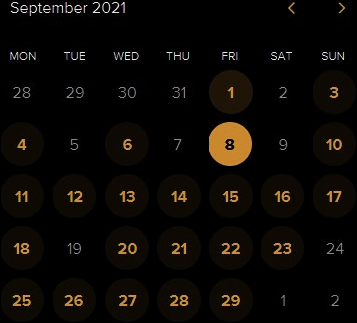 September 2021
MON TUE WED THU FRI SAT SUN
28 29 30 31 1 2 3
4 5 6 7 8 9 10
11 12 13 14 15 16 17
18 19 20 21 22 23 24
25 26 27 28 29 1 2